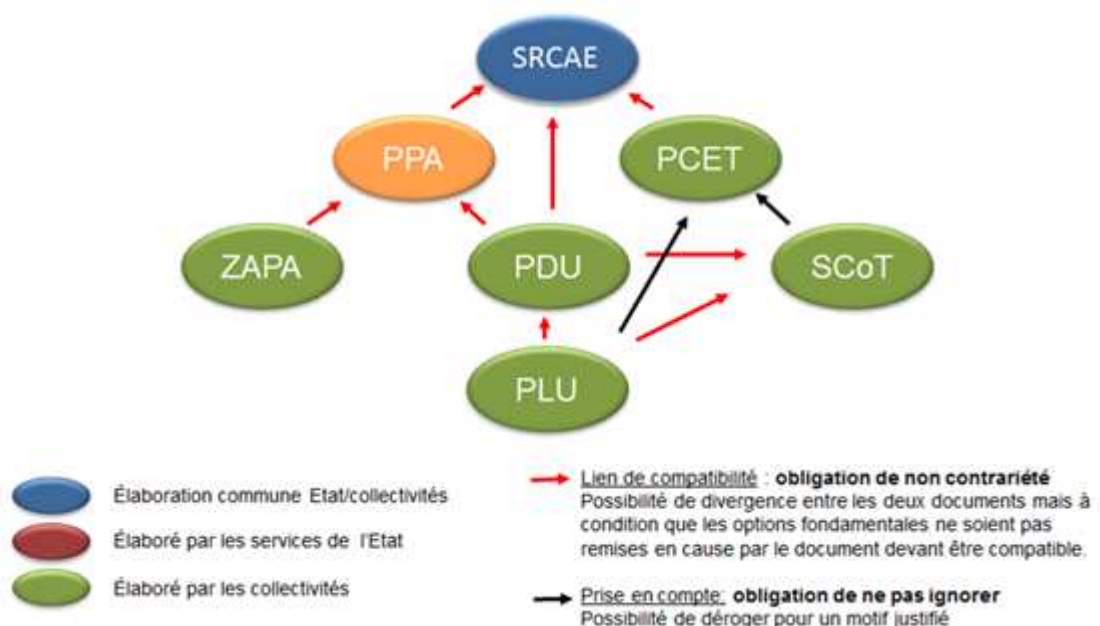 SRCAE
PPA
PCET
ZAPA
PDU
SCoT
PLU
Élaboration commune Etat/collectivités
Élaboré par les services de l'Etat
Élaboré par les collectivités
Lien de compatibilité : obligation de non contrariété
Possibilité de divergence entre les deux documents mais à
condition que les options fondamentales ne soient pas
remises en cause par le document devant être compatible.
Prise en compte: obligation de ne pas ignorer
Possibilité de déroger pour un motif justifié